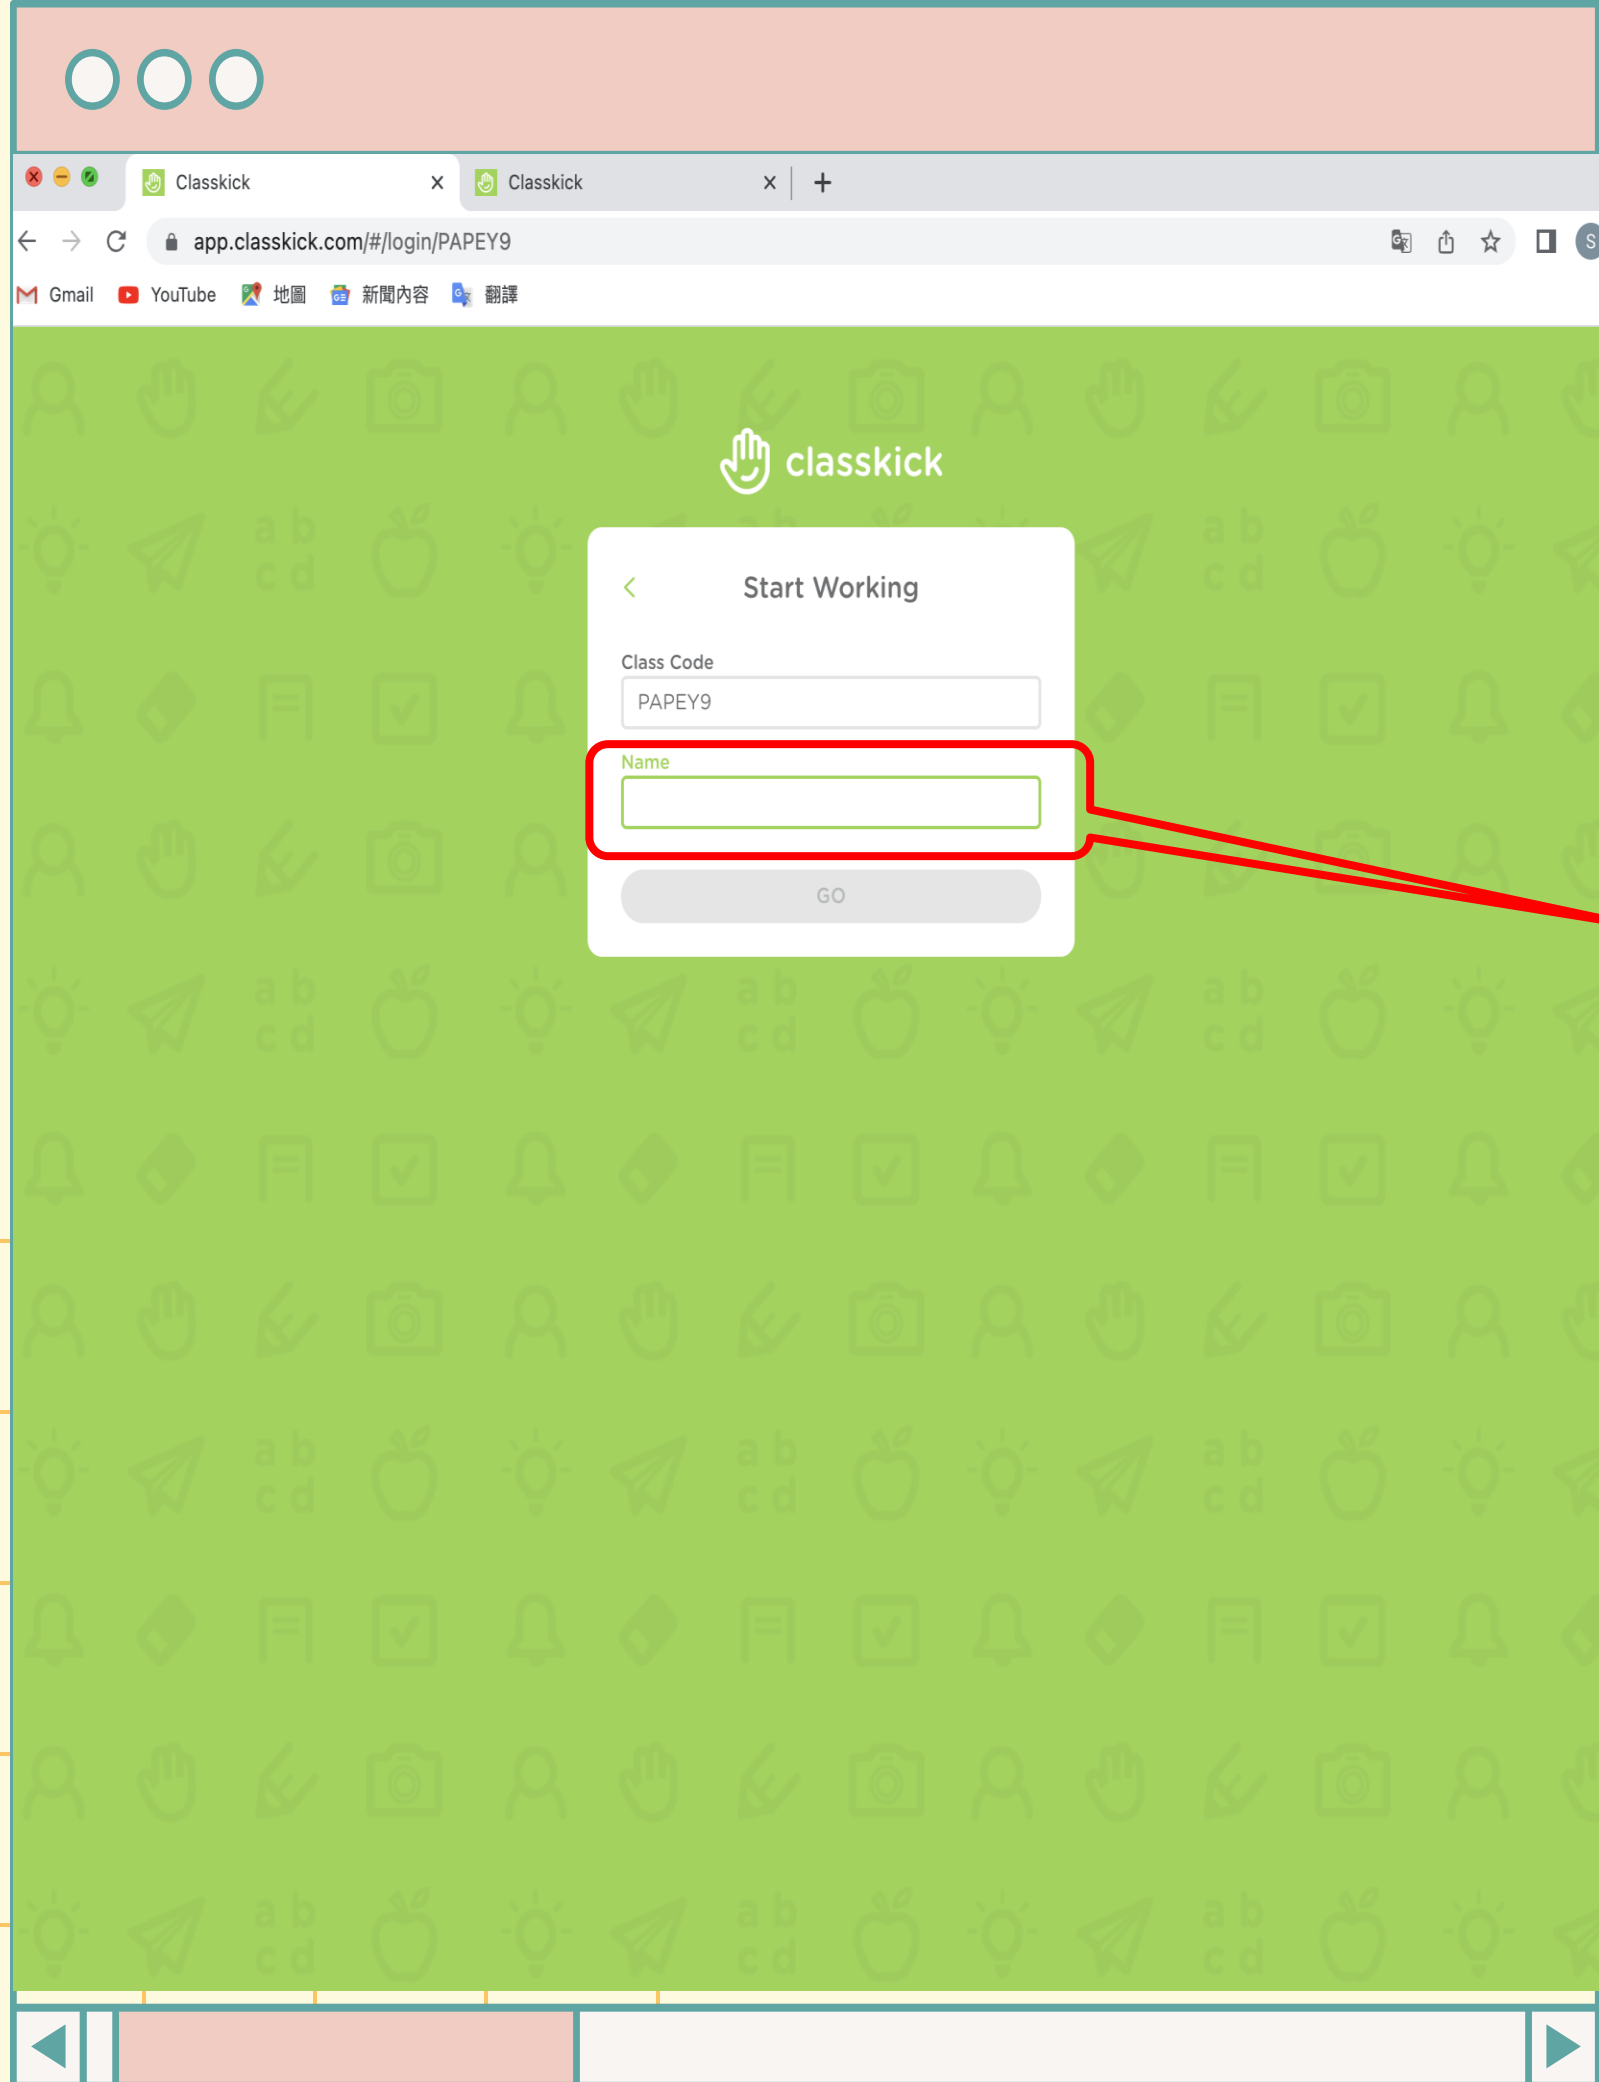 Classkick
Classkick
app.classkick.com/#/login/PAPEY9
S
Gmail YouTube 地圖 新聞內容 翻譯
classkick
Start Working
Class Code
PAPEY9
Name
GO